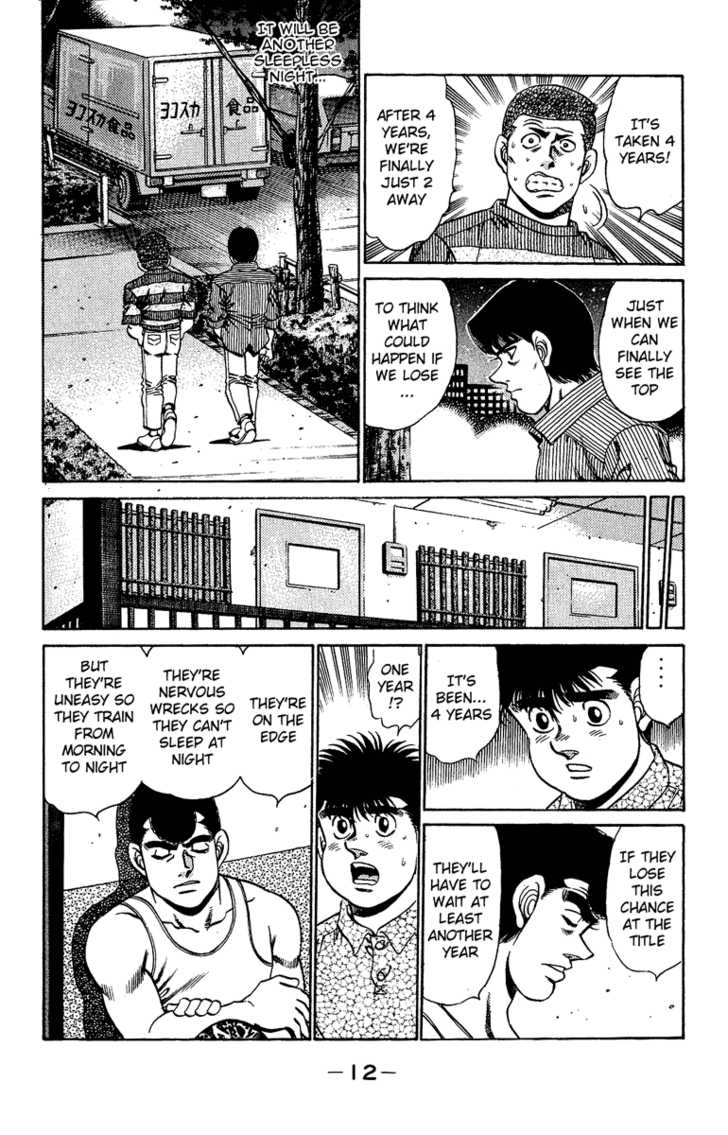 IT'S
TAKEN 4
YEARS!
AFTER 4
YEARS,
WE'RE
FINALLY
JUST 2
AWAY
JUST
WHEN WE
CAN
FINALLY
SEE THE
TOP
TO THINK
WHAT
COULD
HAPPEN IF
WE LOSE
...
IT WILL BE
ANOTHER
SLEEPLESS
NIGHT...
ヨコスカ 食品
食品
...
IT'S
BEEN...
4 YEARS
IF THEY
LOSE
THIS
CHANCE
AT THE
TITLE
THEY'LL
HAVE TO
WAIT AT
LEAST
ANOTHER
YEAR
ONE
YEAR
!?
THEY'RE
ON THE
EDGE
THEY'RE
NERVOUS
WRECKS SO
THEY CAN'T
SLEEP AT
NIGHT
BUT
THEY'RE
UNEASY SO
THEY TRAIN
FROM
MORNING
TO NIGHT
-12-